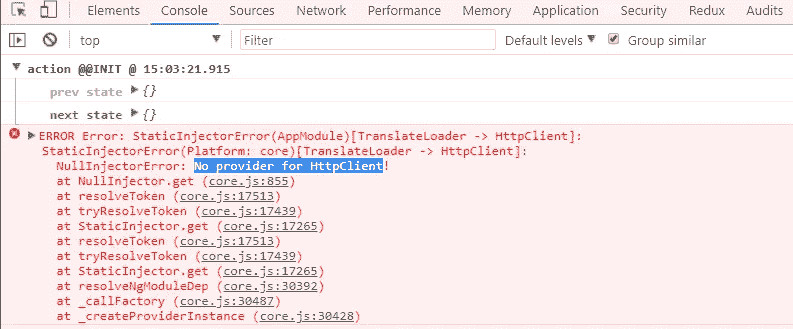 Elements Console Sources Network Performance Memory Application Security Redux Audits
top Filter Default levels Group similar
action @@INIT @ 15:03:21.915
prev state {}
next state {}
ERROR Error: StaticInjectorError(AppModule)[TranslateLoader -> HttpClient]:
StaticInjectorError(Platform: core)[TranslateLoader -> HttpClient]:
NullInjectorError: No provider for HttpClient!
at NullInjector.get (core.js:855)
at resolveToken (core.js:17513)
at tryResolveToken (core.js:17439)
at StaticInjector.get (core.js:17265)
at resolveToken (core.js:17513)
at tryResolveToken (core.js:17439)
at StaticInjector.get (core.js:17265)
at resolveNgModuleDep (core.js:30392)
at _callFactory (core.js:30487)
at _createProviderInstance (core.js:30428)